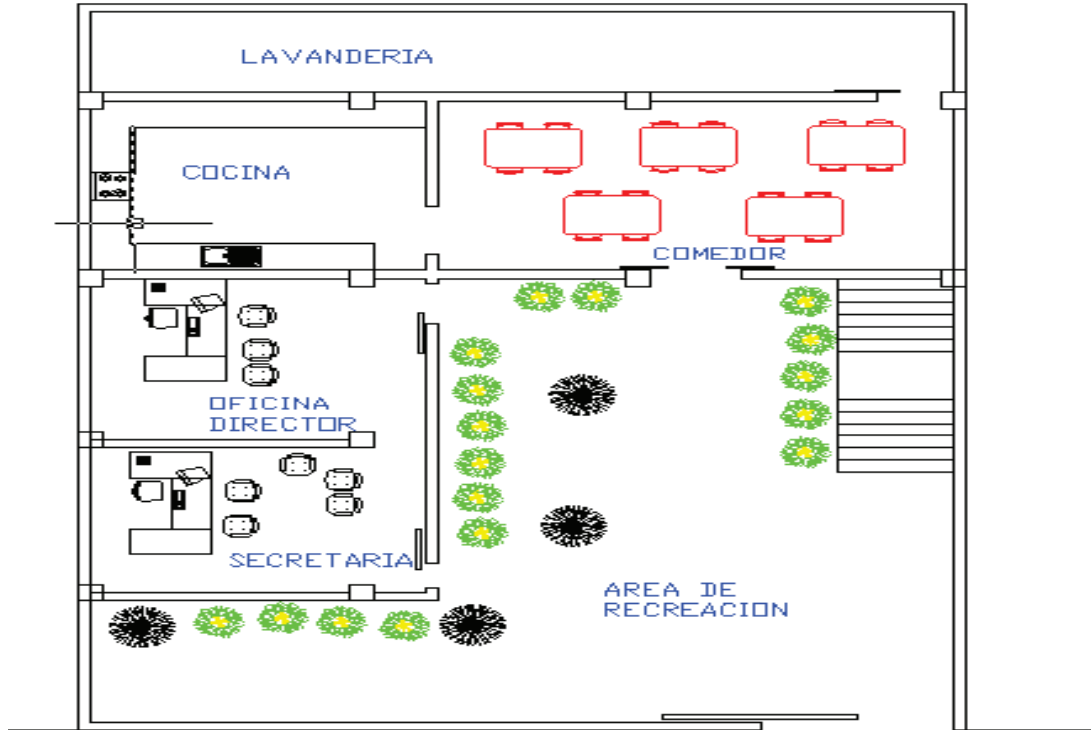 LAVANDERIA
COCINA
COMEDOR
OFICINA
DIRECTOR
SECRETARIA
AREA DE
RECREACION